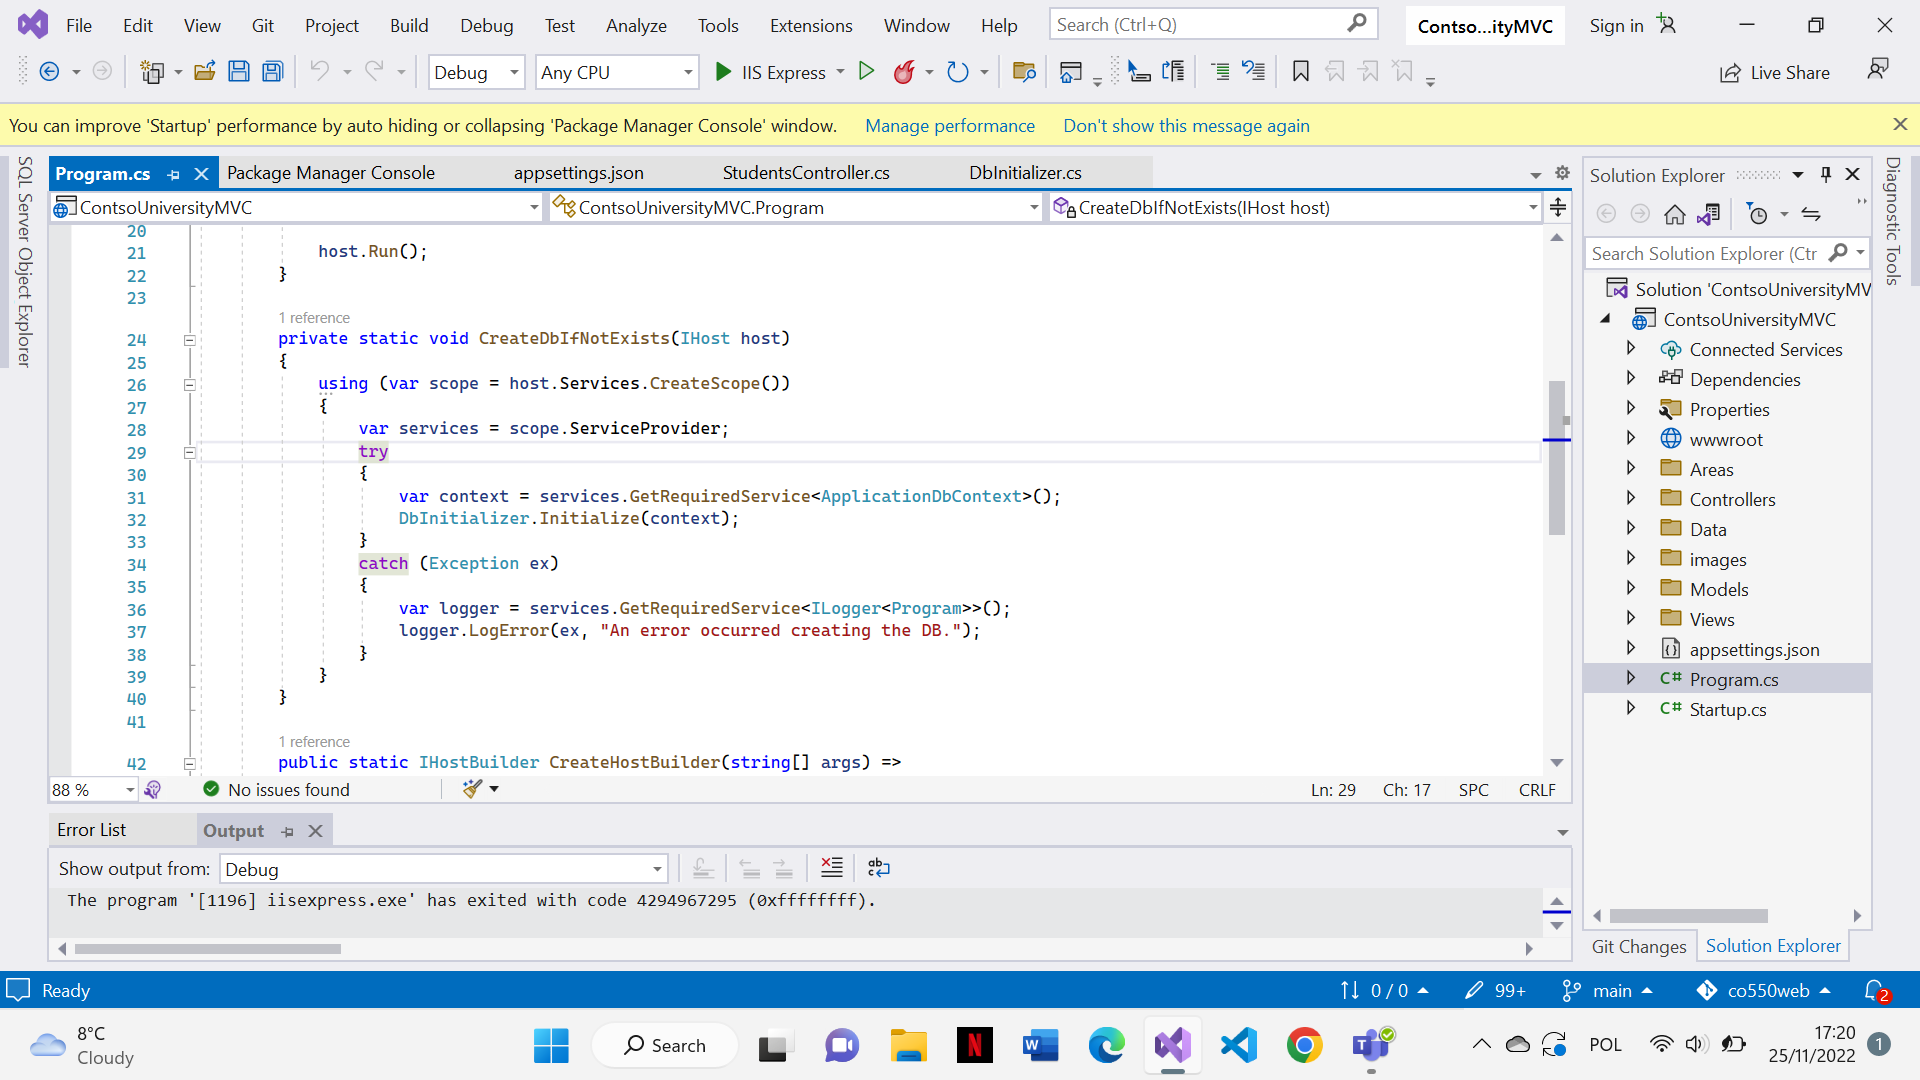 File Edit View Git Project Build Debug Test Analyze Tools Extensions Window Help Search (Ctrl+Q) Contso...ityMVC Sign in
Debug Any CPU IIS Express Live Share
You can improve 'Startup' performance by auto hiding or collapsing 'Package Manager Console' window. Manage performance Don't show this message again
SQL Server Object Explorer
Program.cs Package Manager Console appsettings.json StudentsController.cs DbInitializer.cs
ContsoUniversityMVC ContsoUniversityMVC.Program CreateDbIfNotExists(IHost host)
20
21 host.Run();
22 }
23
1 reference
24 private static void CreateDbIfNotExists(IHost host)
25 {
26 using (var scope = host.Services.CreateScope())
27 {
28 var services = scope.ServiceProvider;
29 try
30 {
31 var context = services.GetRequiredService<ApplicationDbContext>();
32 DbInitializer.Initialize(context);
33 }
34 catch (Exception ex)
35 {
36 var logger = services.GetRequiredService<ILogger<Program>>();
37 logger.LogError(ex, "An error occurred creating the DB.");
38 }
39 }
40 }
41
1 reference
42 public static IHostBuilder CreateHostBuilder(string[] args) =>
88 % No issues found Ln: 29 Ch: 17 SPC CRLF
Error List Output
Show output from: Debug
The program '[1196] iisexpress.exe' has exited with code 4294967295 (0xffffffff).
Solution Explorer
Search Solution Explorer (Ctr
Solution 'ContsoUniversityMV
ContsoUniversityMVC
Connected Services
Dependencies
Properties
wwwroot
Areas
Controllers
Data
images
Models
Views
appsettings.json
C# Program.cs
C# Startup.cs
Git Changes Solution Explorer
Diagnostic Tools
Ready 0 / 0 99+ main co550web 2
8°C
Cloudy
Search
POL
17:20
25/11/2022
1